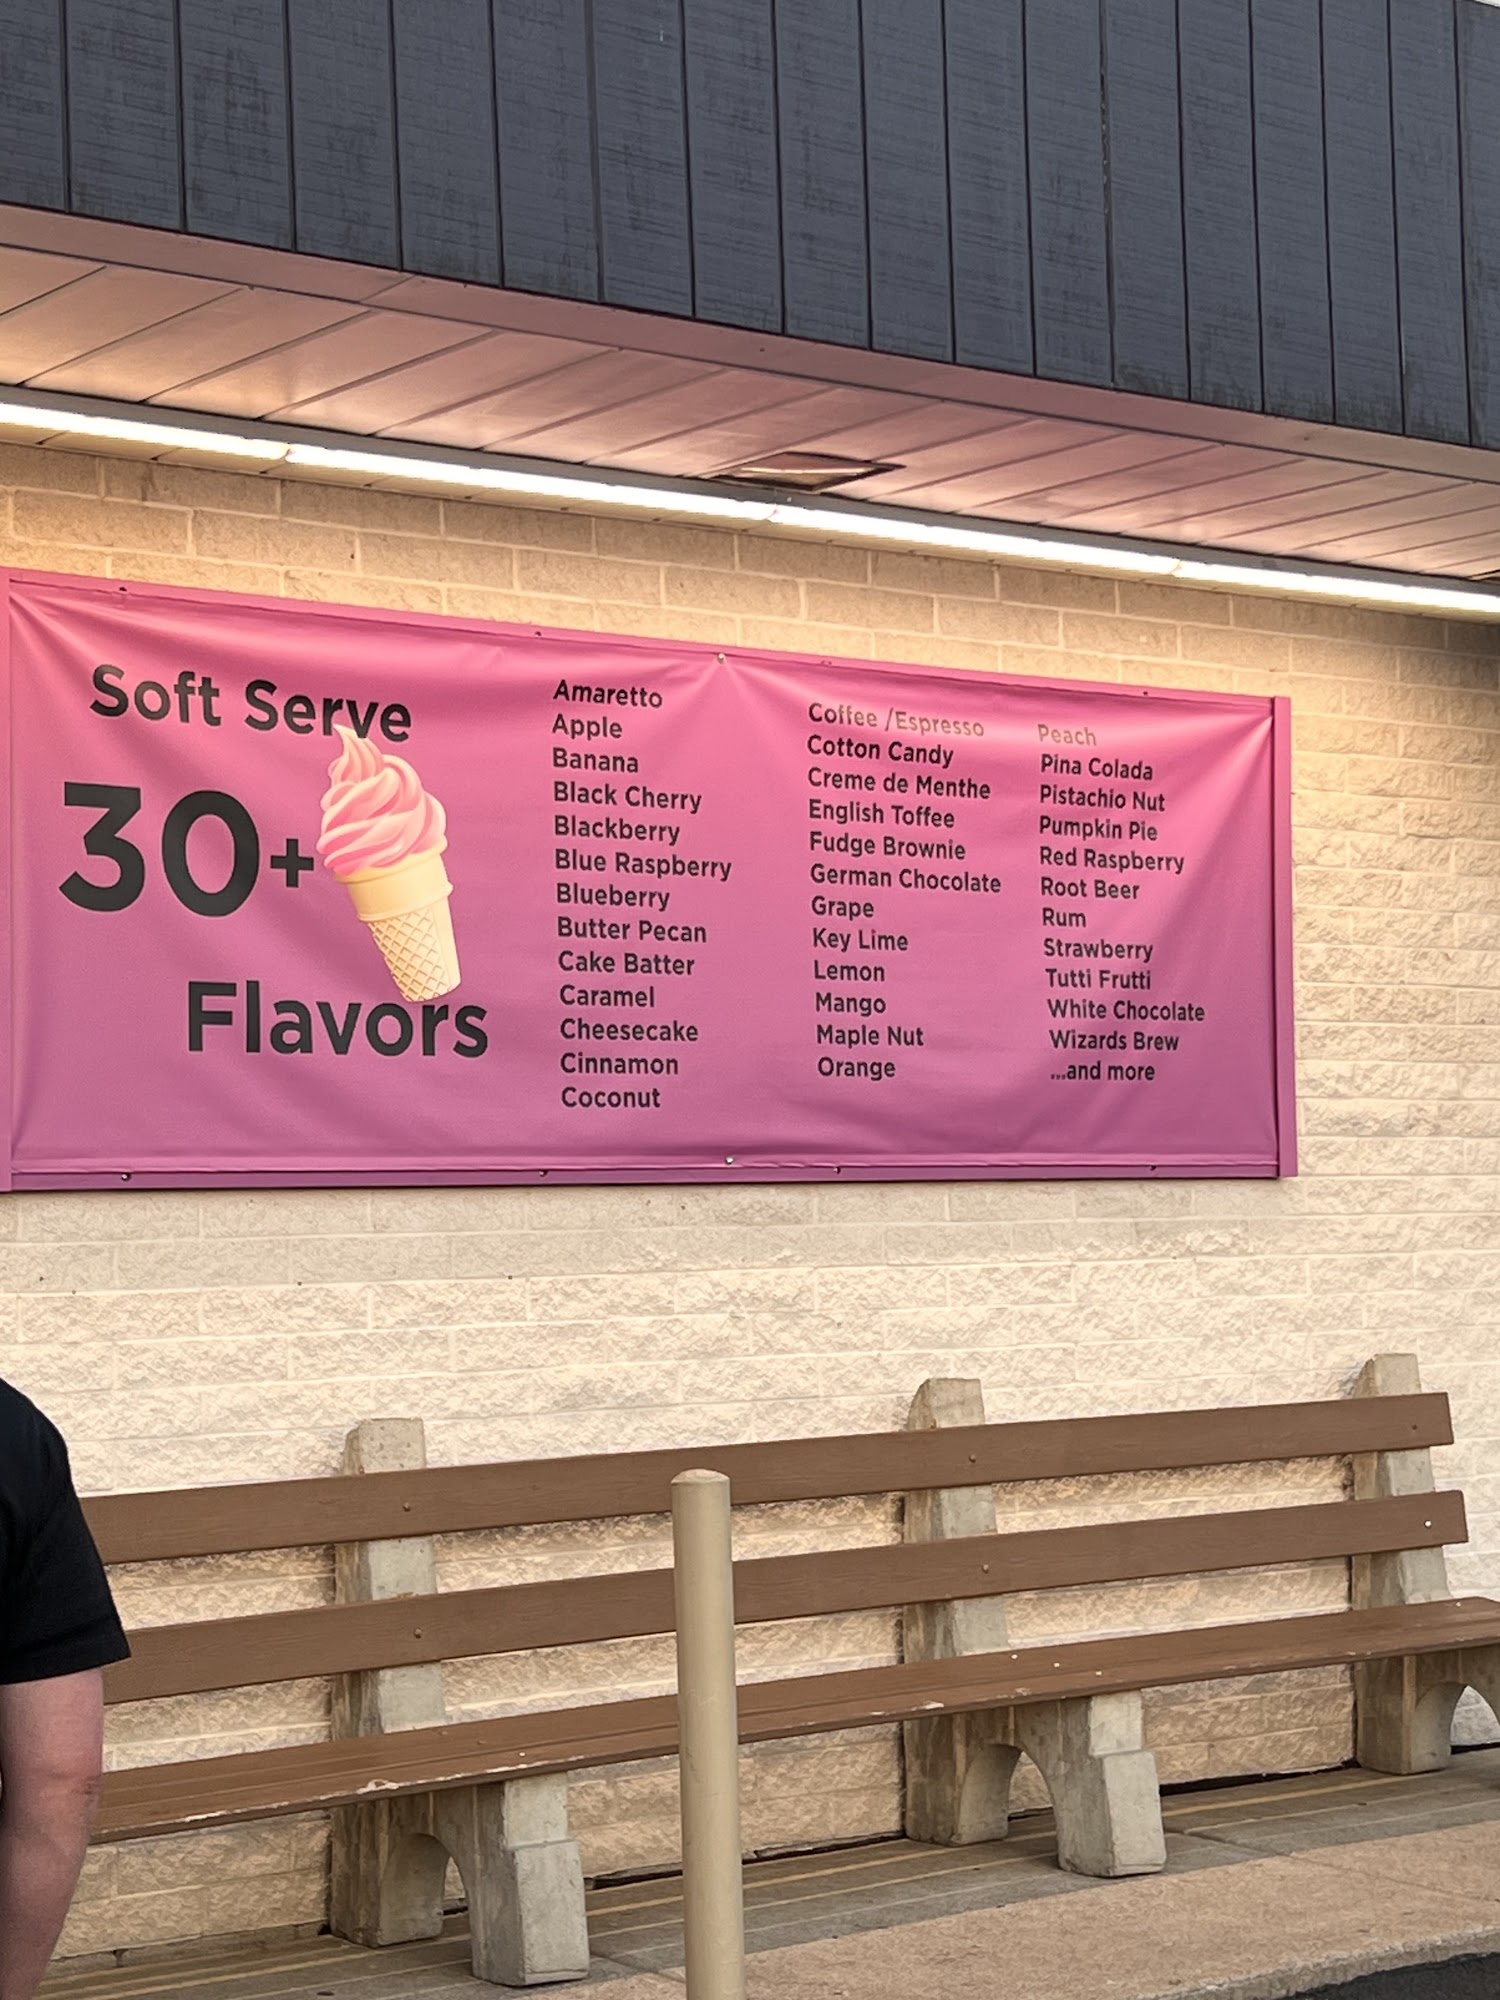 Soft Serve
30+
Flavors
Amaretto
Apple
Banana
Black Cherry
Blackberry
Blue Raspberry
Blueberry
Butter Pecan
Cake Batter
Caramel
Cheesecake
Cinnamon
Coconut
Coffee /Espresso
Cotton Candy
Creme de Menthe
English Toffee
Fudge Brownie
German Chocolate
Grape
Key Lime
Lemon
Mango
Maple Nut
Orange
Peach
Pina Colada
Pistachio Nut
Pumpkin Pie
Red Raspberry
Root Beer
Rum
Strawberry
Tutti Frutti
White Chocolate
Wizards Brew
...and more